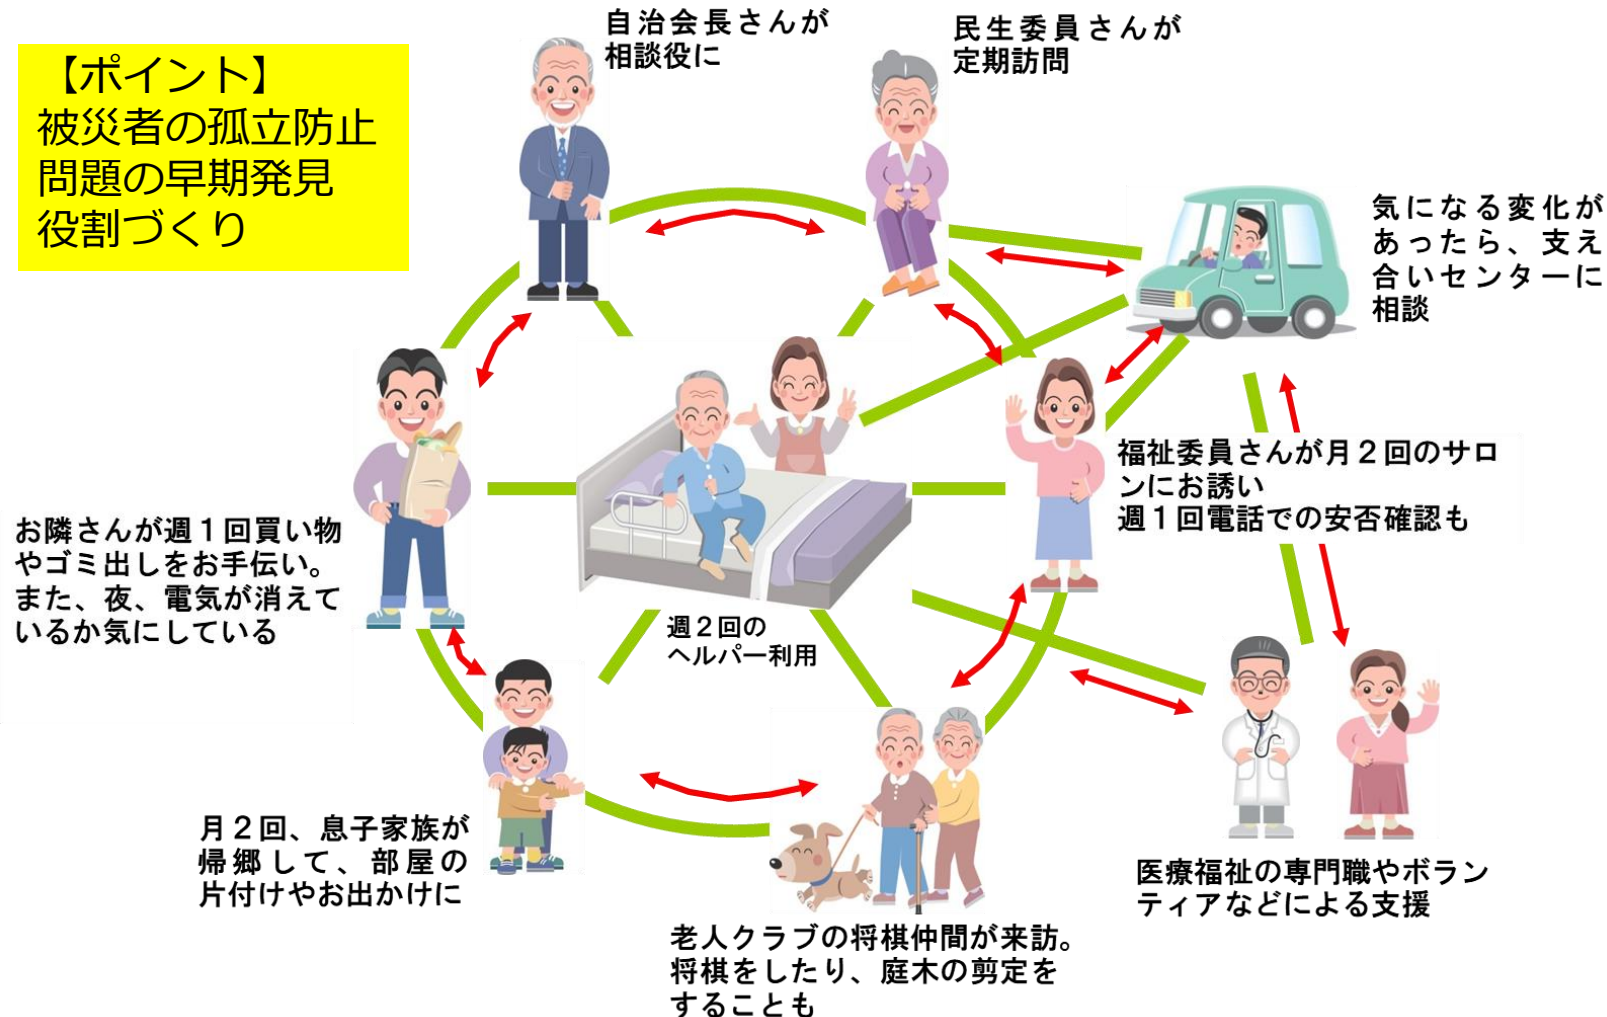 【ポイント】
被災者の孤立防止
問題の早期発見
役割づくり
自治会長さんが
相談役に
民生委員さんが
定期訪問
気になる変化が
あったら、支え
合いセンターに
相談
福祉委員さんが月２回のサロ
ンにお誘い
週１回電話での安否確認も
お隣さんが週１回買い物
やゴミ出しをお手伝い。
また、夜、電気が消えて
いるか気にしている
週２回の
ヘルパー利用
月２回、息子家族が
帰郷して、部屋の
片付けやお出かけに
老人クラブの将棋仲間が来訪。
将棋をしたり、庭木の剪定を
することも
医療福祉の専門職やボラン
ティアなどによる支援